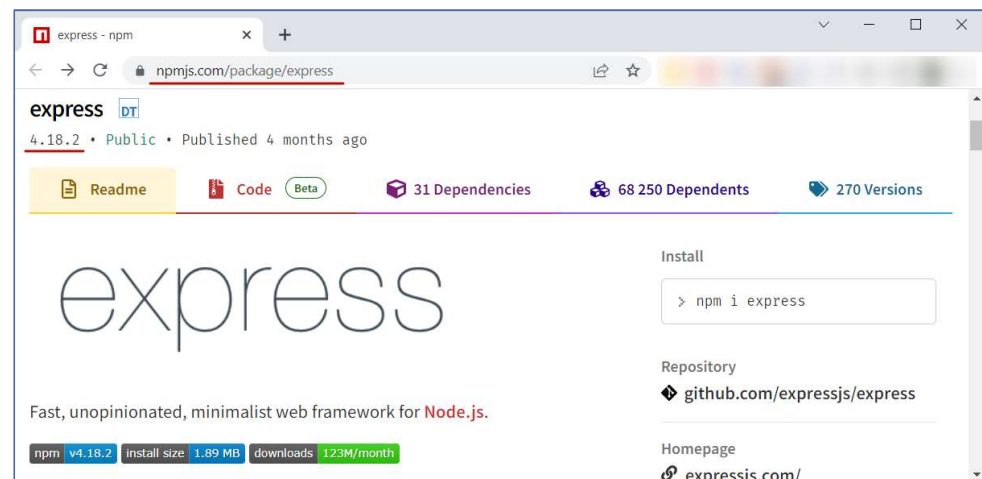 express - npm
npmjs.com/package/express
express DT
4.18.2 • Public • Published 4 months ago
Readme
Code Beta
31 Dependencies
68 250 Dependents
270 Versions
express
Install
> npm i express
Repository
github.com/expressjs/express
Fast, unopinionated, minimalist web framework for Node.js.
Homepage
npm v4.18.2 install size 1.89 MB downloads 123M/month
expressjs.com/